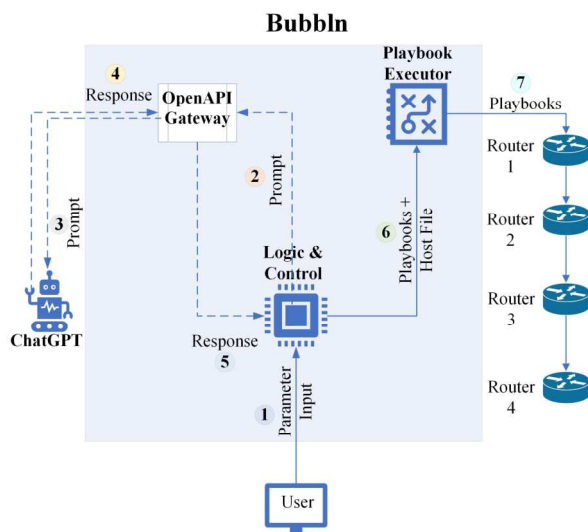 Bubbln
4
Response
OpenAPI
Gateway
Playbook
Executor
7
Playbooks
Router
1
2
Prompt
3
Prompt
Router
2
6
Playbooks +
Host File
Logic &
Control
ChatGPT
Router
3
Response
5
Router
4
1
Parameter
Input
User